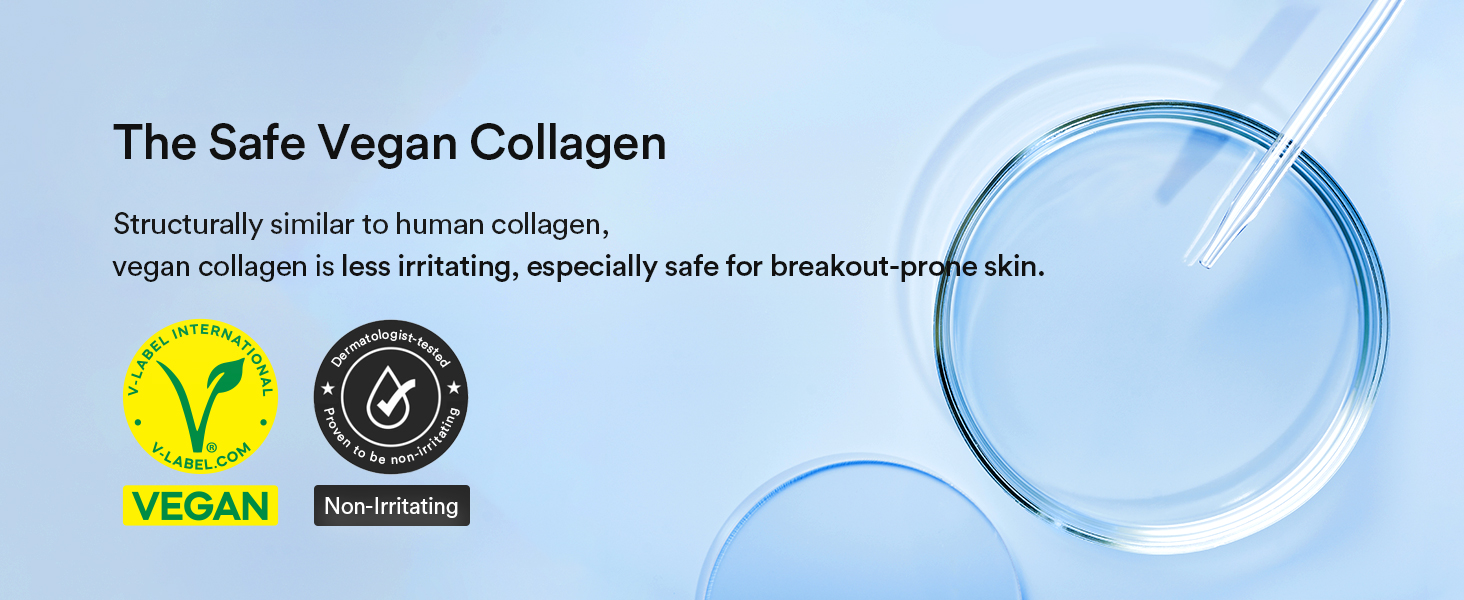 The Safe Vegan Collagen
Structurally similar to human collagen,
vegan collagen is less irritating, especially safe for breakout-prone skin.
V-LABEL INTERNATIONAL
V-LABEL.COM
®
VEGAN
Dermatologist-tested
Proven to be non-irritating
Non-Irritating